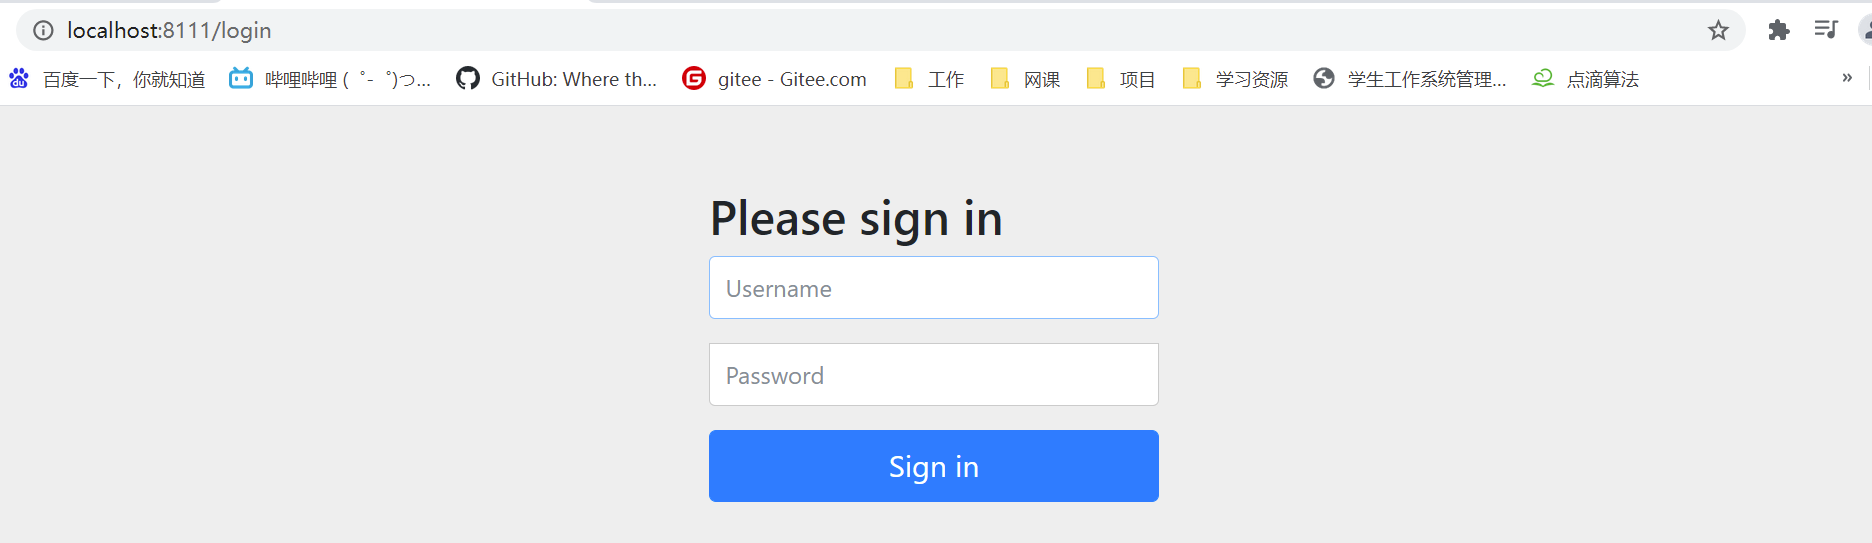 localhost:8111/login
百度一下，你就知道 哔哩哔哩 ( ゜- ゜)つ... GitHub: Where th... gitee - Gitee.com 工作 网课 项目 学习资源 学生工作系统管理... 点滴算法 »
Please sign in
Username
Password
Sign in